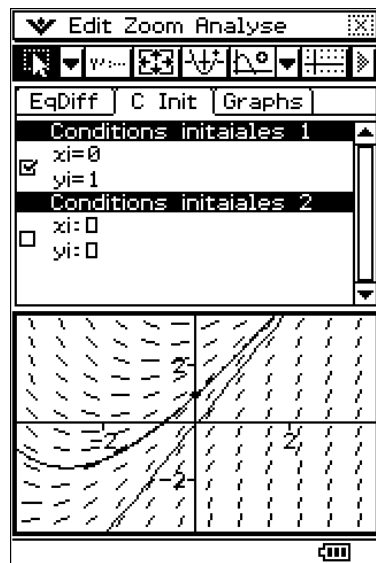 Edit Zoom Analyse
EqDiff C Init Graphs
Conditions initaiales 1
xi=0
yi=1
Conditions initaiales 2
xi:□
yi:□
2
-2 2
-2